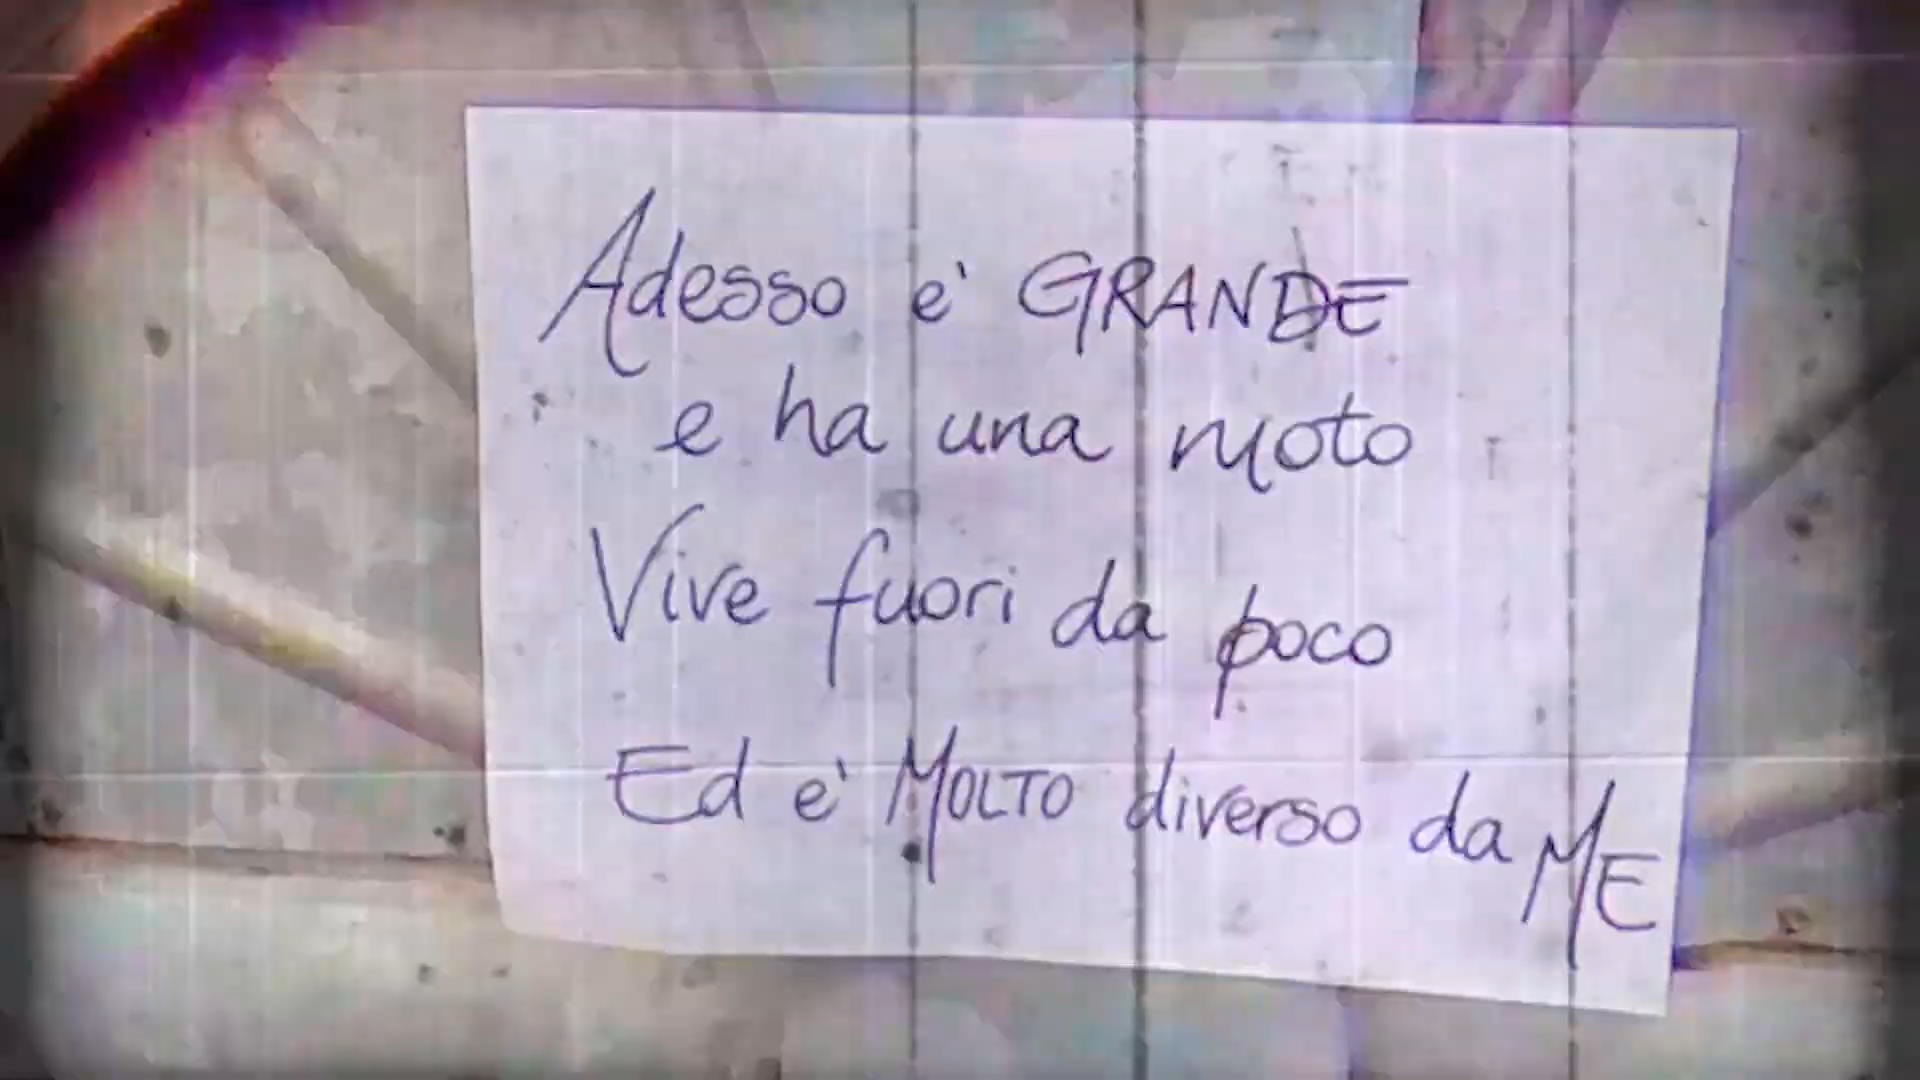 Adesso e' GRANDE
e ha una moto
Vive fuori da poco
Ed e' MOLTO diverso da ME